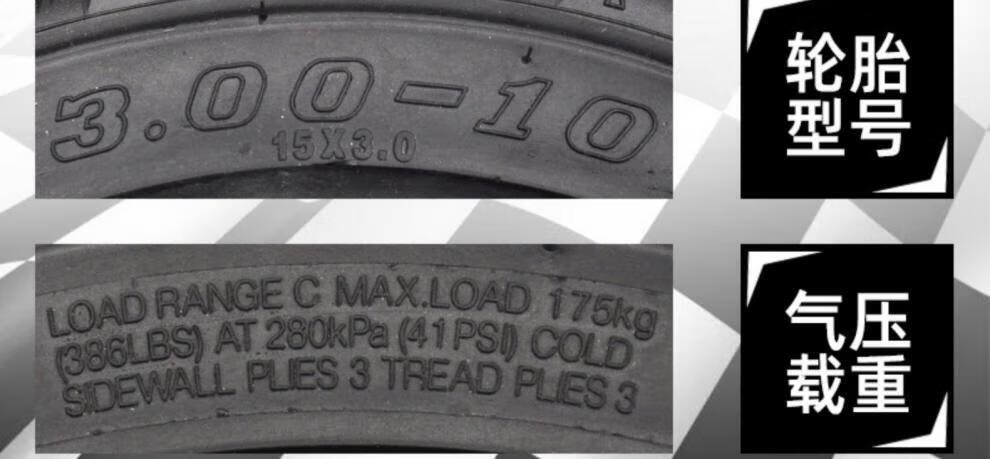 3.00-10
15X3.0
轮胎
型号
LOAD RANGE C MAX.LOAD 175kg
(386LBS) AT 280kPa (41PSI) COLD
SIDEWALL PLIES 3 TREAD PLIES 3
气压
载重